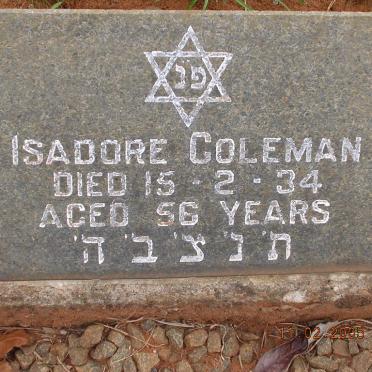 פנ
ISADORE COLEMAN
DIED 15 - 2 - 34
AGED 56 YEARS
ת' נ' צ' ב' ה'